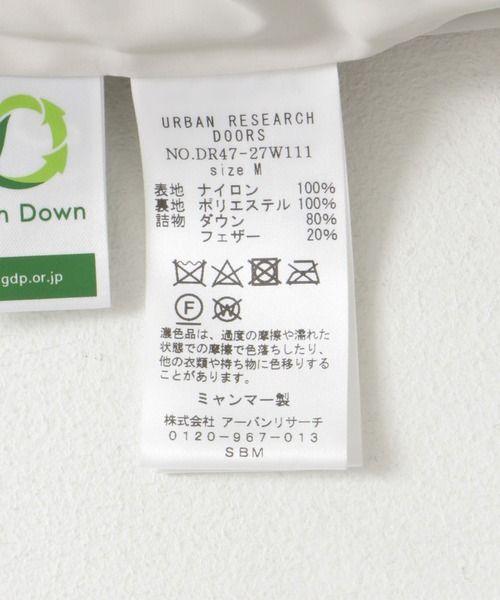 n Down
gdp.or.jp
URBAN RESEARCH
DOORS
NO.DR47-27W111
size M
表地 ナイロン 100%
裏地 ポリエステル 100%
詰物 ダウン 80%
フェザー 20%
F W
濃色品は、過度の摩擦や濡れた
状態での摩擦で色落ちしたり、
他の衣類や持ち物に色移りする
ことがあります。
ミャンマー製
株式会社 アーバンリサーチ
0120-967-013
SBM